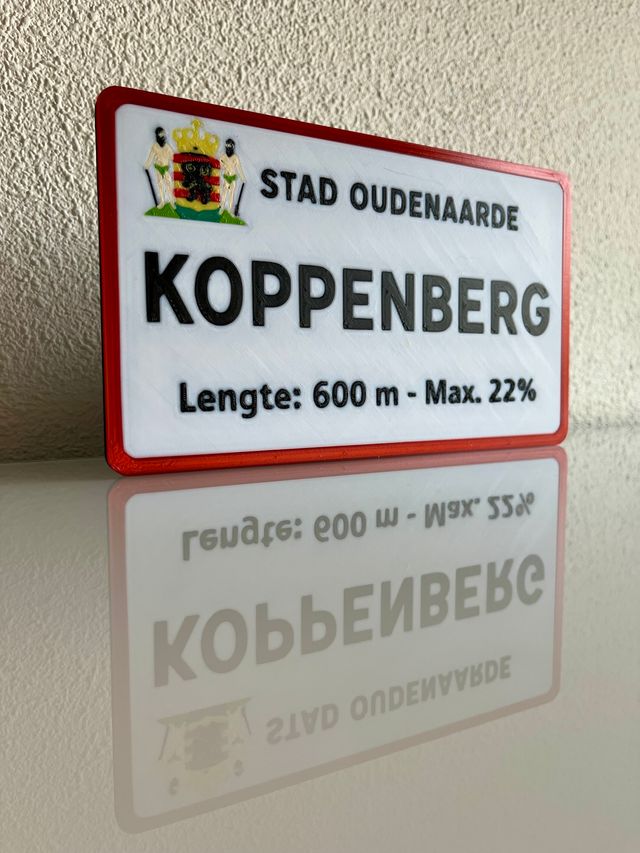 STAD OUDENAARDE
KOPPENBERG
Lengte: 600 m - Max. 22%